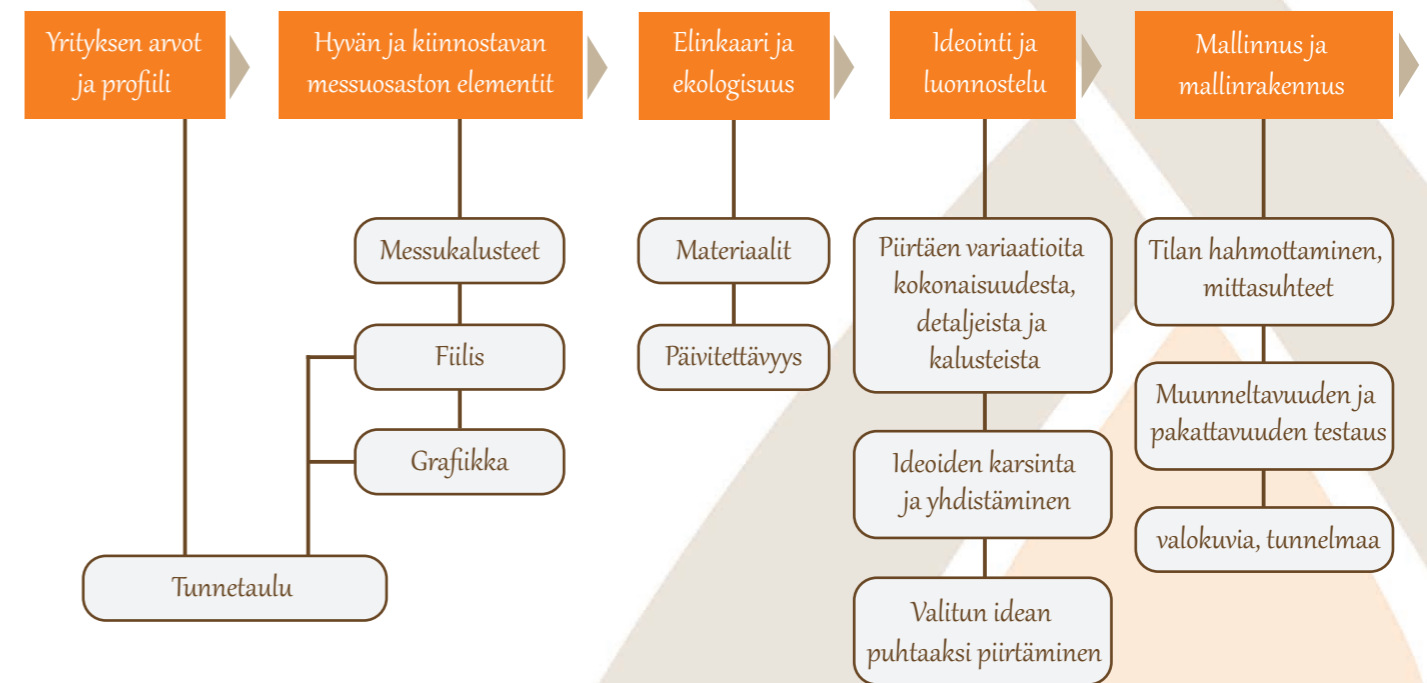 Yrityksen arvot
ja profiili
Hyvän ja kiinnostavan
messuosaston elementit
Elinkaari ja
ekologisuus
Ideointi ja
luonnostelu
Mallinnus ja
mallinrakennus
Messukalusteet
Fiilis
Grafiikka
Tunnetaulu
Materiaalit
Päivitettävyys
Piirtäen variaatioita
kokonaisuudesta,
detaljeista ja
kalusteista
Ideoiden karsinta
ja yhdistäminen
Valitun idean
puhtaaksi piirtäminen
Tilan hahmottaminen,
mittasuhteet
Muunneltavuuden ja
pakattavuuden testaus
valokuvia, tunnelmaa